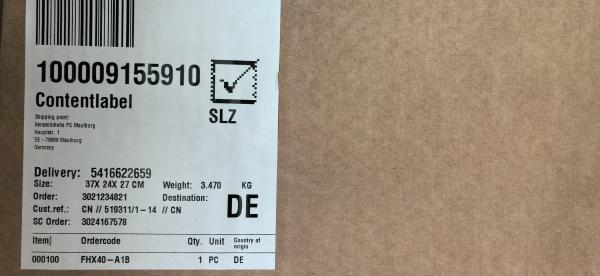 100009155910
Contentlabel
SLZ
Shipping point:
Versandstelle PC Maulburg
Hauptstr. 1
DE-79689 Maulburg
Germany
Delivery: 5416622659
Size: 37X 24X 27 CM Weight: 3.470 KG
Order: 3021234821 Destination: DE
Cust.ref.: CN // 519311/1-14 // CN
SC Order: 3024167578
Item Ordercode Qty. Unit Country of origin
000100 FHX40-A1B 1 PC DE